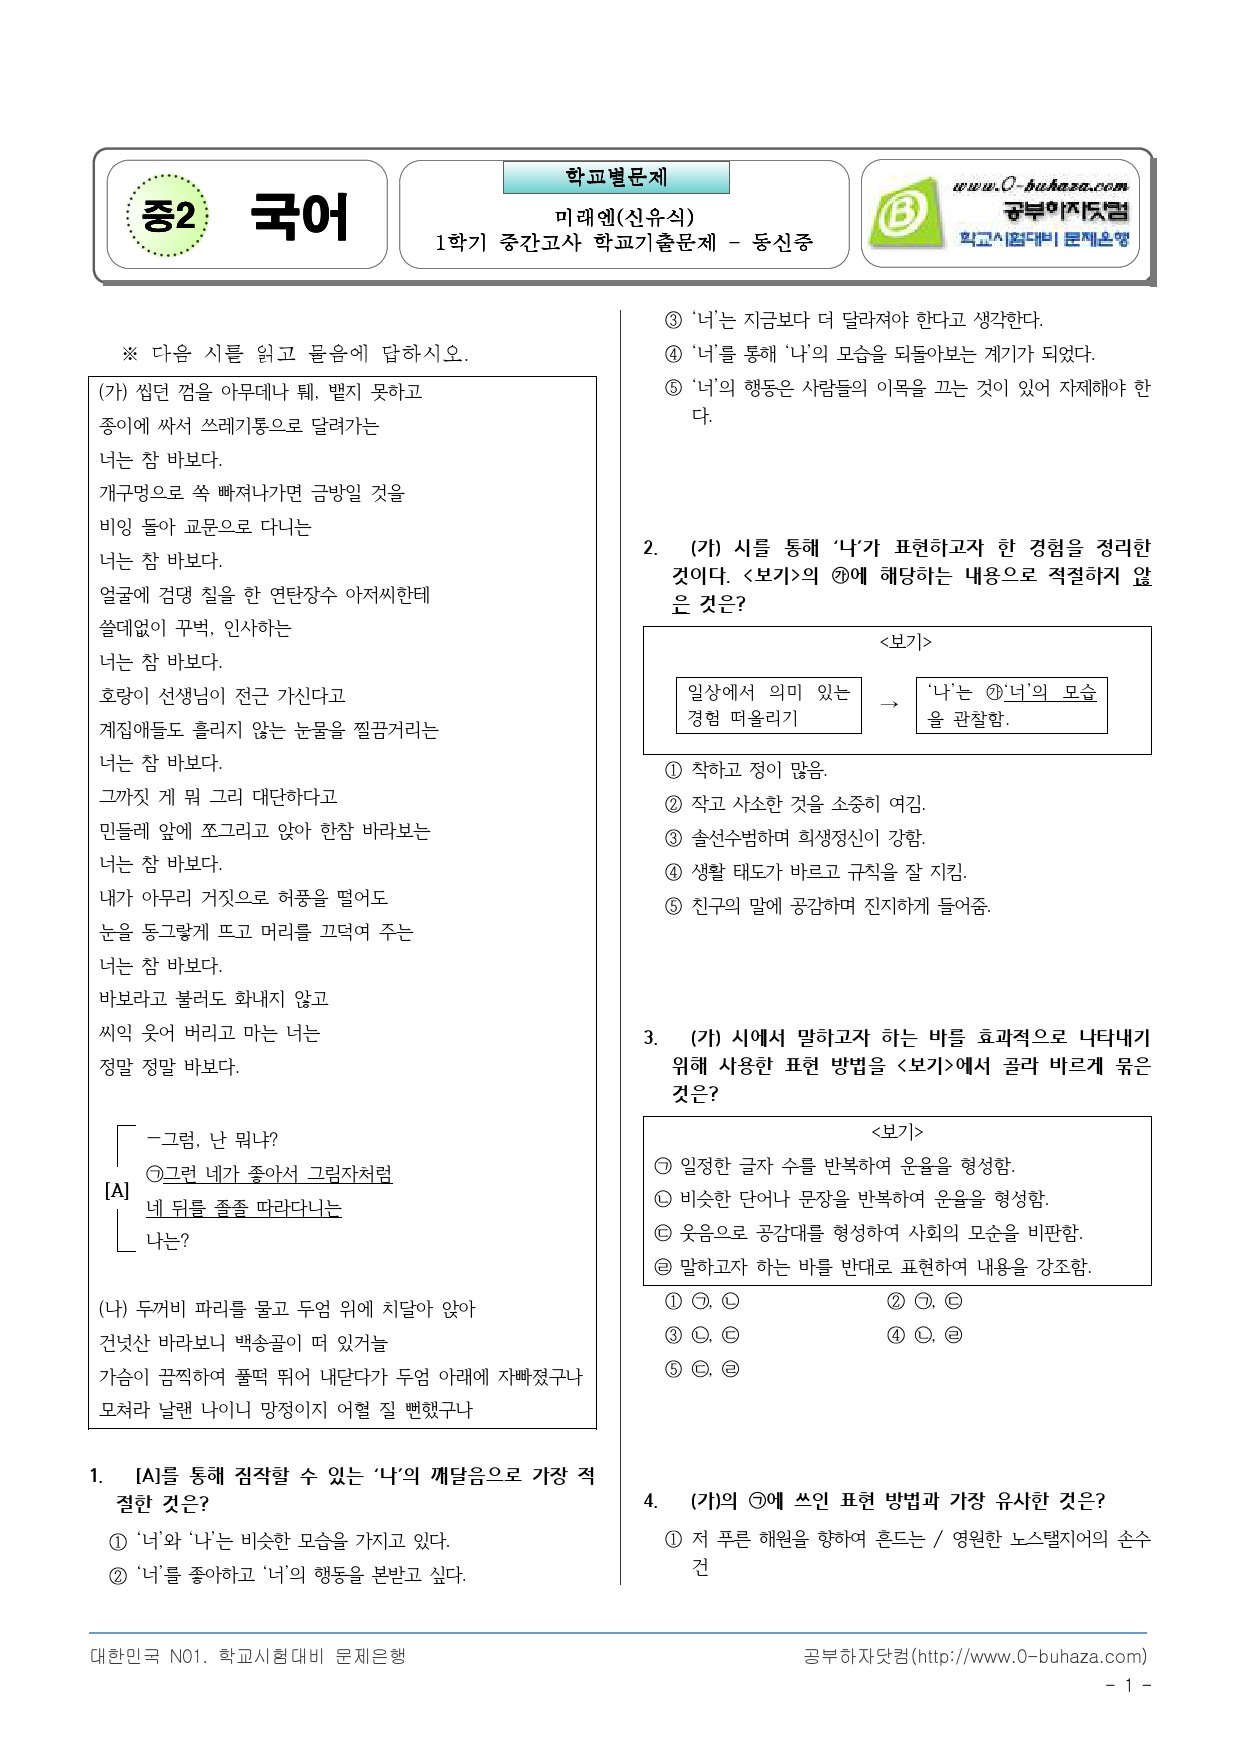 중2
국어
학교별문제
미래엔(신유식)
1학기 중간고사 학교기출문제 - 동신중
B
www.0-buhaza.com
공부하자닷컴
학교시험대비 문제은행
※ 다음 시를 읽고 물음에 답하시오.
(가) 씹던 껌을 아무데나 퉤, 뱉지 못하고
종이에 싸서 쓰레기통으로 달려가는
너는 참 바보다.
개구멍으로 쏙 빠져나가면 금방일 것을
비잉 돌아 교문으로 다니는
너는 참 바보다.
얼굴에 검댕 칠을 한 연탄장수 아저씨한테
쓸데없이 꾸벅, 인사하는
너는 참 바보다.
호랑이 선생님이 전근 가신다고
계집애들도 흘리지 않는 눈물을 찔끔거리는
너는 참 바보다.
그까짓 게 뭐 그리 대단하다고
민들레 앞에 쪼그리고 앉아 한참 바라보는
너는 참 바보다.
내가 아무리 거짓으로 허풍을 떨어도
눈을 동그랗게 뜨고 머리를 끄덕여 주는
너는 참 바보다.
바보라고 불러도 화내지 않고
씨익 웃어 버리고 마는 너는
정말 정말 바보다.
－그럼, 난 뭐냐?
㉠그런 네가 좋아서 그림자처럼
[A]
네 뒤를 졸졸 따라다니는
나는?
(나) 두꺼비 파리를 물고 두엄 위에 치달아 앉아
건넛산 바라보니 백송골이 떠 있거늘
가슴이 끔찍하여 풀떡 뛰어 내닫다가 두엄 아래에 자빠졌구나
모쳐라 날랜 나이니 망정이지 어혈 질 뻔했구나
1. [A]를 통해 짐작할 수 있는 ‘나’의 깨달음으로 가장 적
절한 것은?
① ‘너’와 ‘나’는 비슷한 모습을 가지고 있다.
② ‘너’를 좋아하고 ‘너’의 행동을 본받고 싶다.
③ ‘너’는 지금보다 더 달라져야 한다고 생각한다.
④ ‘너’를 통해 ‘나’의 모습을 되돌아보는 계기가 되었다.
⑤ ‘너’의 행동은 사람들의 이목을 끄는 것이 있어 자제해야 한
다.
2. (가) 시를 통해 ‘나’가 표현하고자 한 경험을 정리한
것이다. <보기>의 ㉮에 해당하는 내용으로 적절하지 않
은 것은?
<보기>
일상에서 의미 있는
경험 떠올리기
→
‘나’는 ㉮‘너’의 모습
을 관찰함.
① 착하고 정이 많음.
② 작고 사소한 것을 소중히 여김.
③ 솔선수범하며 희생정신이 강함.
④ 생활 태도가 바르고 규칙을 잘 지킴.
⑤ 친구의 말에 공감하며 진지하게 들어줌.
3. (가) 시에서 말하고자 하는 바를 효과적으로 나타내기
위해 사용한 표현 방법을 <보기>에서 골라 바르게 묶은
것은?
<보기>
㉠ 일정한 글자 수를 반복하여 운율을 형성함.
㉡ 비슷한 단어나 문장을 반복하여 운율을 형성함.
㉢ 웃음으로 공감대를 형성하여 사회의 모순을 비판함.
㉣ 말하고자 하는 바를 반대로 표현하여 내용을 강조함.
① ㉠, ㉡ ② ㉠, ㉢
③ ㉡, ㉢ ④ ㉡, ㉣
⑤ ㉢, ㉣
4. (가)의 ㉠에 쓰인 표현 방법과 가장 유사한 것은?
① 저 푸른 해원을 향하여 흔드는 / 영원한 노스탤지어의 손수
건
대한민국 N01. 학교시험대비 문제은행
공부하자닷컴(http://www.0-buhaza.com)
- 1 -